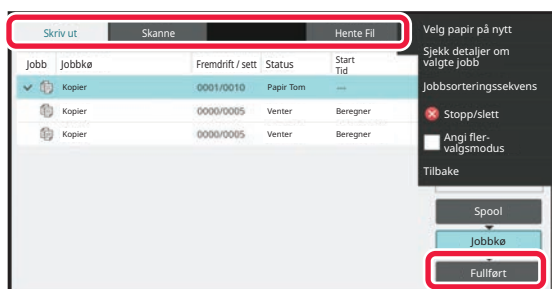 Skriv ut Skanne Hente Fil
Jobb Jobbkø Fremdrift / sett Status Start
Tid
Kopier 0001/0010 Papir Tom ---
Kopier 0000/0005 Venter Beregner
Kopier 0000/0005 Venter Beregner
Velg papir på nytt
Sjekk detaljer om
valgte jobb
Jobbsorteringssekvens
Stopp/slett
Angi fler-
valgsmodus
Tilbake
Spool
Jobbkø
Fullført